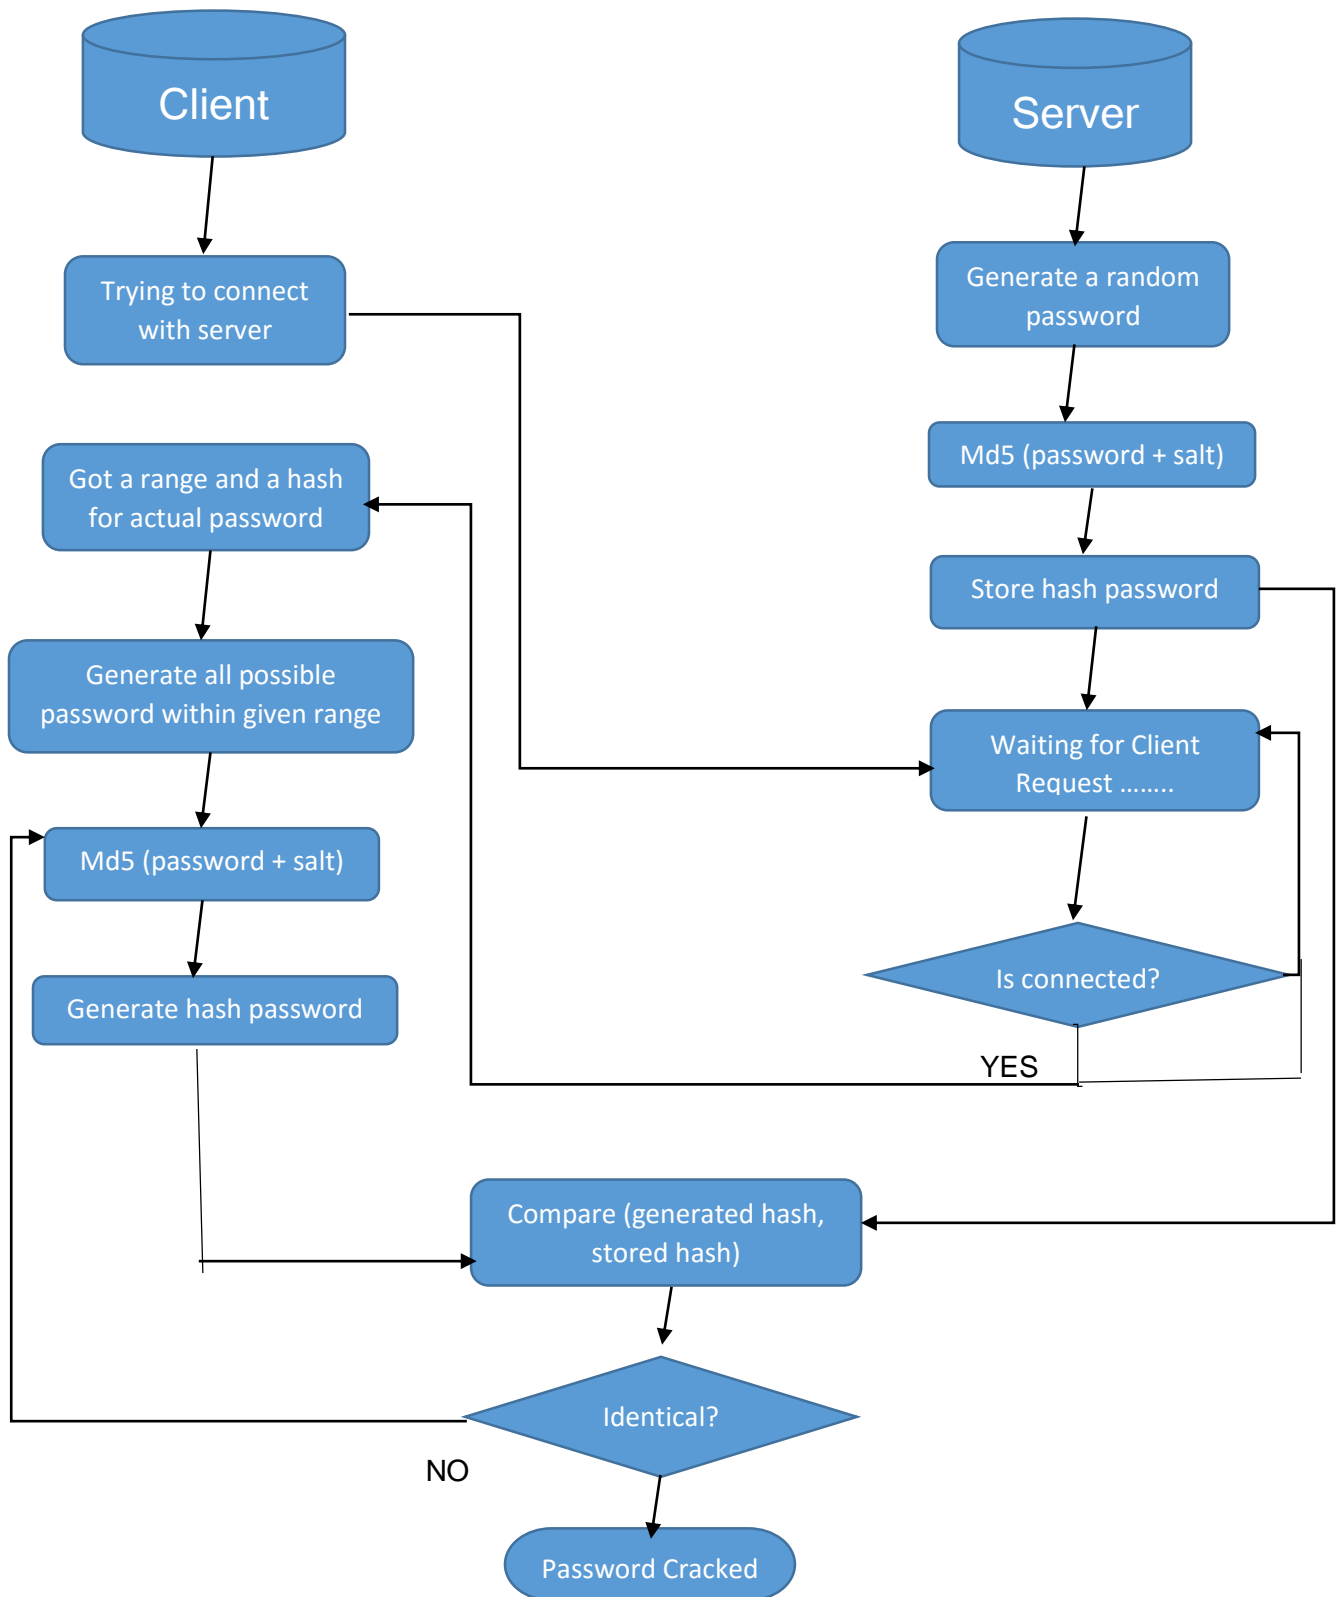 Client
Server
Trying to connect
with server
Generate a random
password
Md5 (password + salt)
Got a range and a hash
for actual password
Store hash password
Generate all possible
password within given range
Waiting for Client
Request ........
Md5 (password + salt)
Is connected?
Generate hash password
YES
Compare (generated hash,
stored hash)
Identical?
NO
Password Cracked